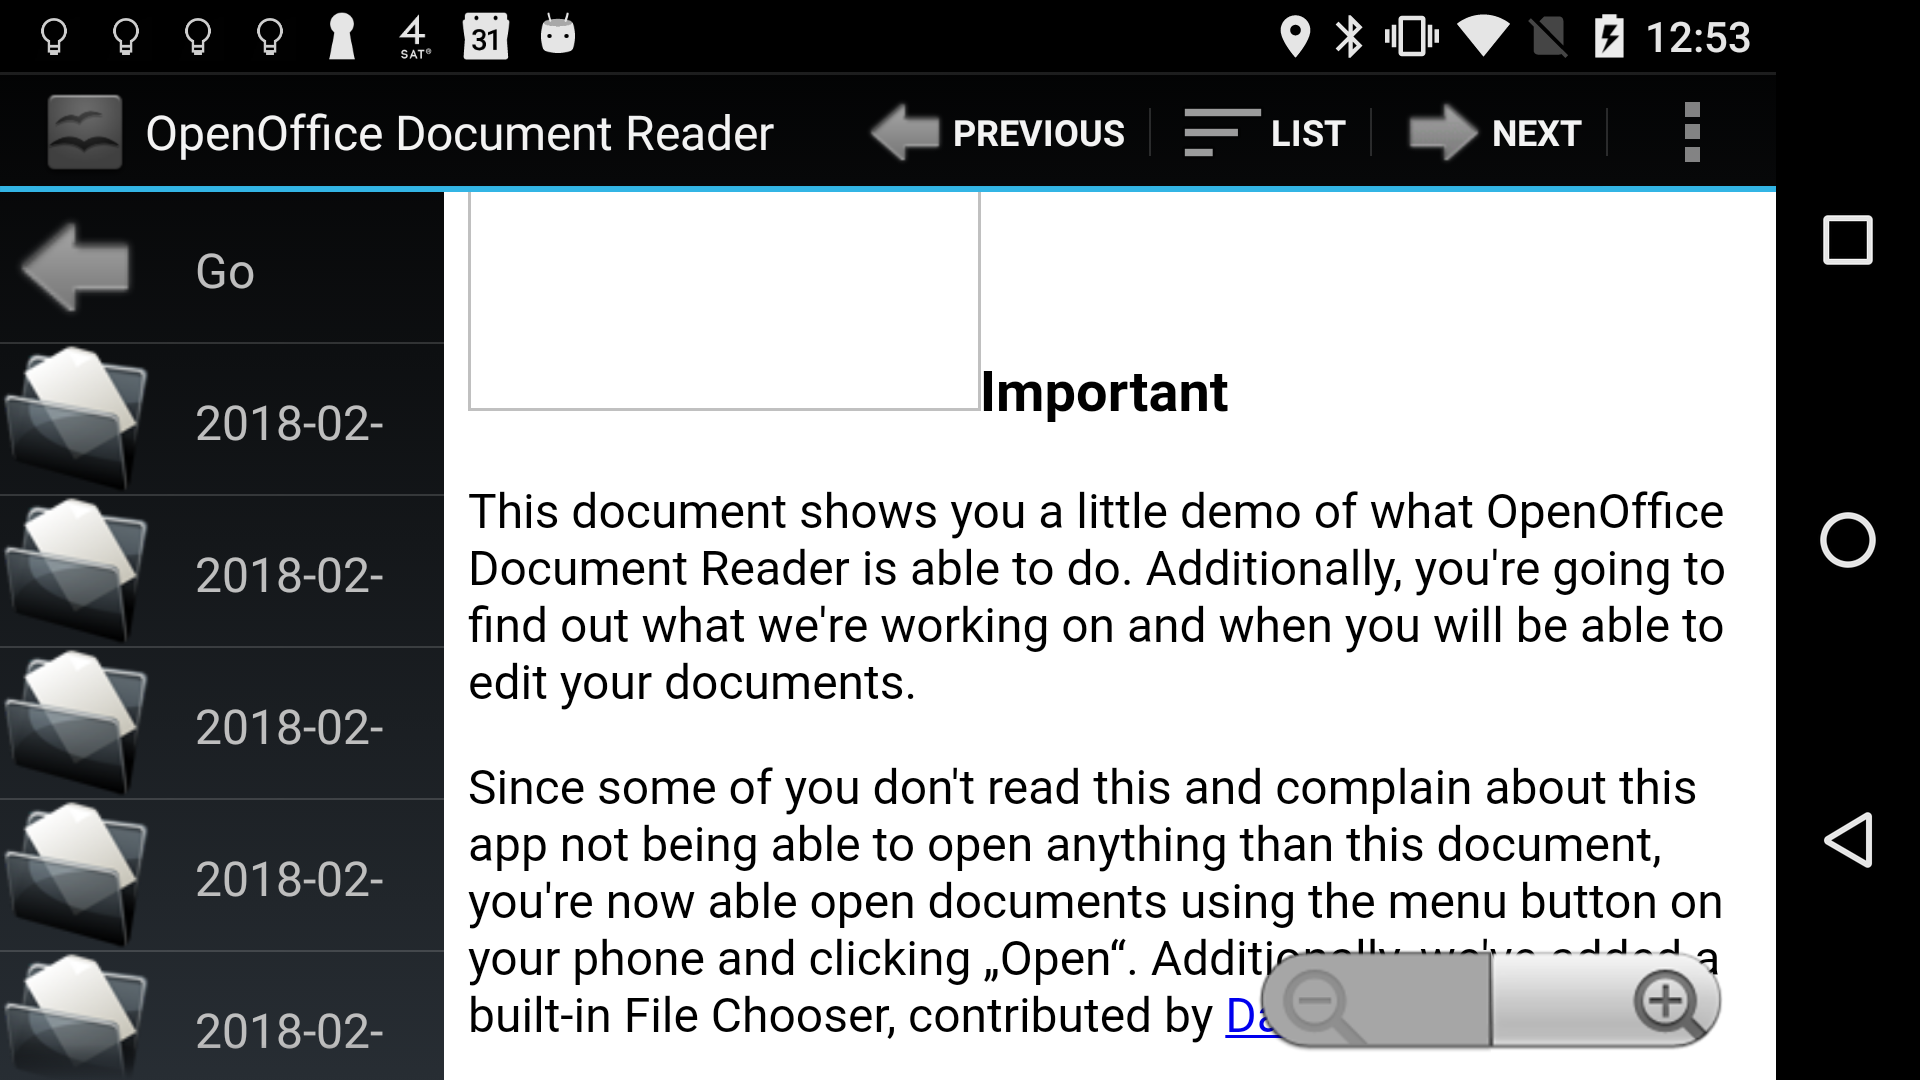 4
SAT®
31
12:53
OpenOffice Document Reader
PREVIOUS
LIST
NEXT
Go
2018-02-
2018-02-
2018-02-
2018-02-
2018-02-
Important
This document shows you a little demo of what OpenOffice
Document Reader is able to do. Additionally, you're going to
find out what we're working on and when you will be able to
edit your documents.
Since some of you don't read this and complain about this
app not being able to open anything than this document,
you're now able open documents using the menu button on
your phone and clicking „Open“. Additionally, we've added a
built-in File Chooser, contributed by